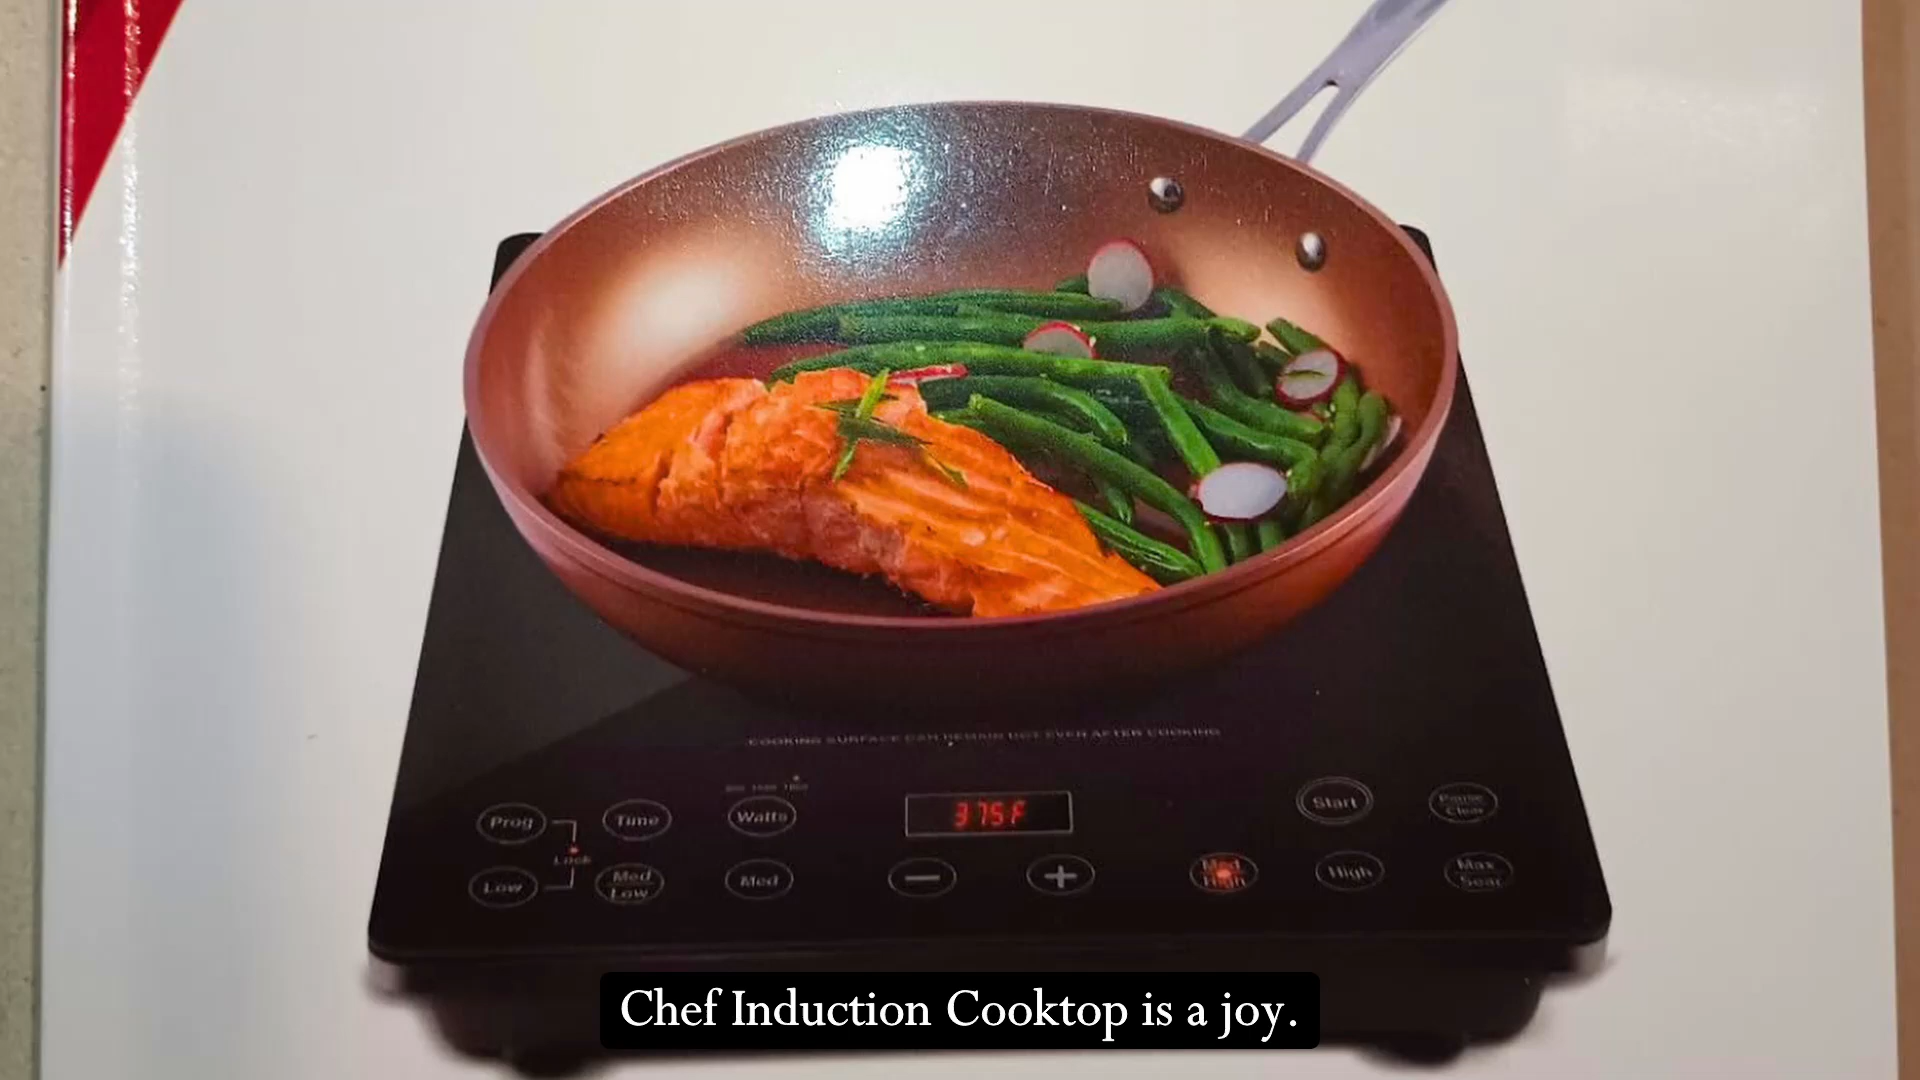 COOKING SURFACE CAN REMAIN HOT EVEN AFTER COOKING
Prog
Time
Watts
375F
Start
Pause
Clear
Lock
Low
Med
Low
Med
−
+
Med
High
High
Max
Sear
Chef Induction Cooktop is a joy.